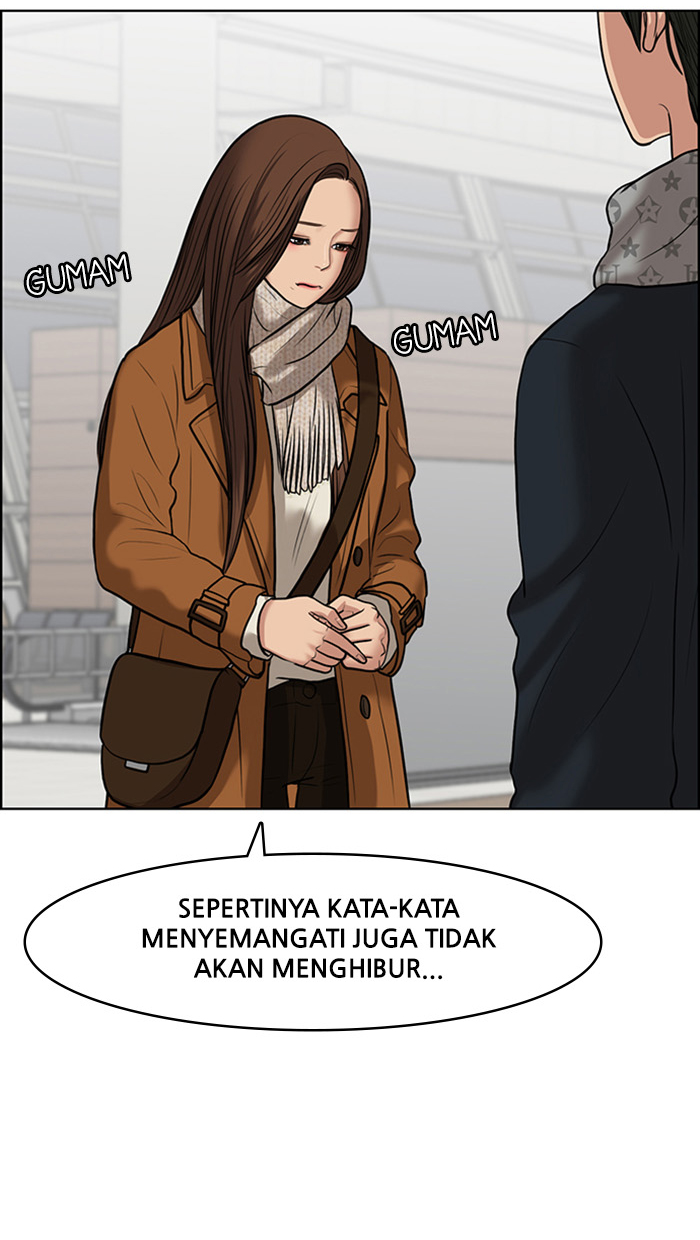 GUMAM
GUMAM
SEPERTINYA KATA-KATA
MENYEMANGATI JUGA TIDAK
AKAN MENGHIBUR...